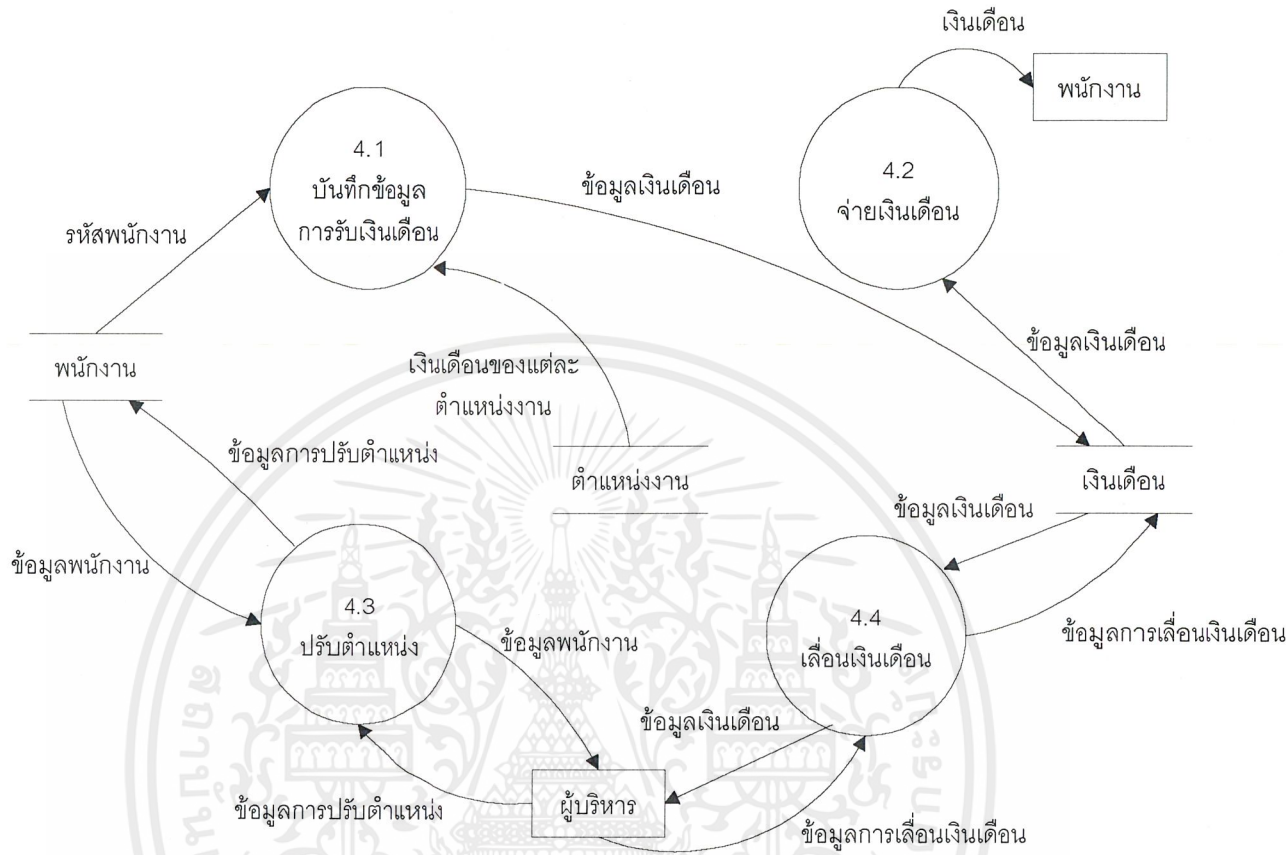 เงินเดือน
พนักงาน
4.1
บันทึกข้อมูล
การรับเงินเดือน
4.2
จ่ายเงินเดือน
ข้อมูลเงินเดือน
รหัสพนักงาน
พนักงาน
เงินเดือนของแต่ละ
ตำแหน่งงาน
ข้อมูลเงินเดือน
ข้อมูลการปรับตำแหน่ง
ตำแหน่งงาน
เงินเดือน
ข้อมูลเงินเดือน
ข้อมูลพนักงาน
4.3
ปรับตำแหน่ง
ข้อมูลพนักงาน
4.4
เลื่อนเงินเดือน
ข้อมูลการเลื่อนเงินเดือน
ข้อมูลเงินเดือน
ผู้บริหาร
ข้อมูลการปรับตำแหน่ง
ข้อมูลการเลื่อนเงินเดือน